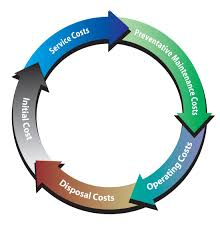 Service Costs
Preventative Maintenance Costs
Operating Costs
Disposal Costs
Initial Cost